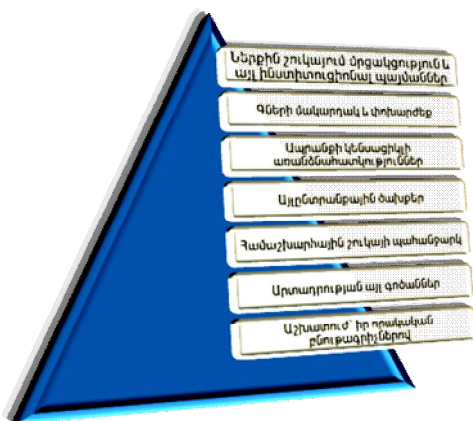 Ներքին շուկայում մրցակցություն և
այլ ինստիտուցիոնալ պայմաններ
Գների մակարդակ և փոխարժեք
Ապրանքի կենսացիկլի
առանձնահատկություններ
Այլընտրանքային ծախքեր
Համաշխարհային շուկայի պահանջարկ
Արտադրության այլ գործոններ
Աշխատուժ՝ իր որակական
բնութագրիչներով